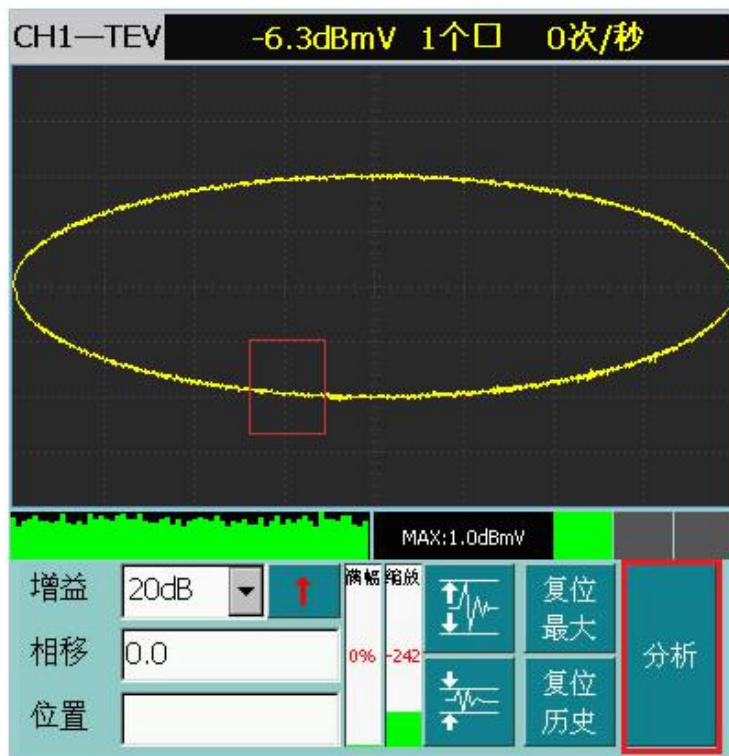 CH1—TEV -6.3dBmV 1个口 0次/秒
MAX:1.0dBmV
增益 20dB
满幅 缩放
复位
最大
相移 0.0
0% -242
分析
位置
复位
历史